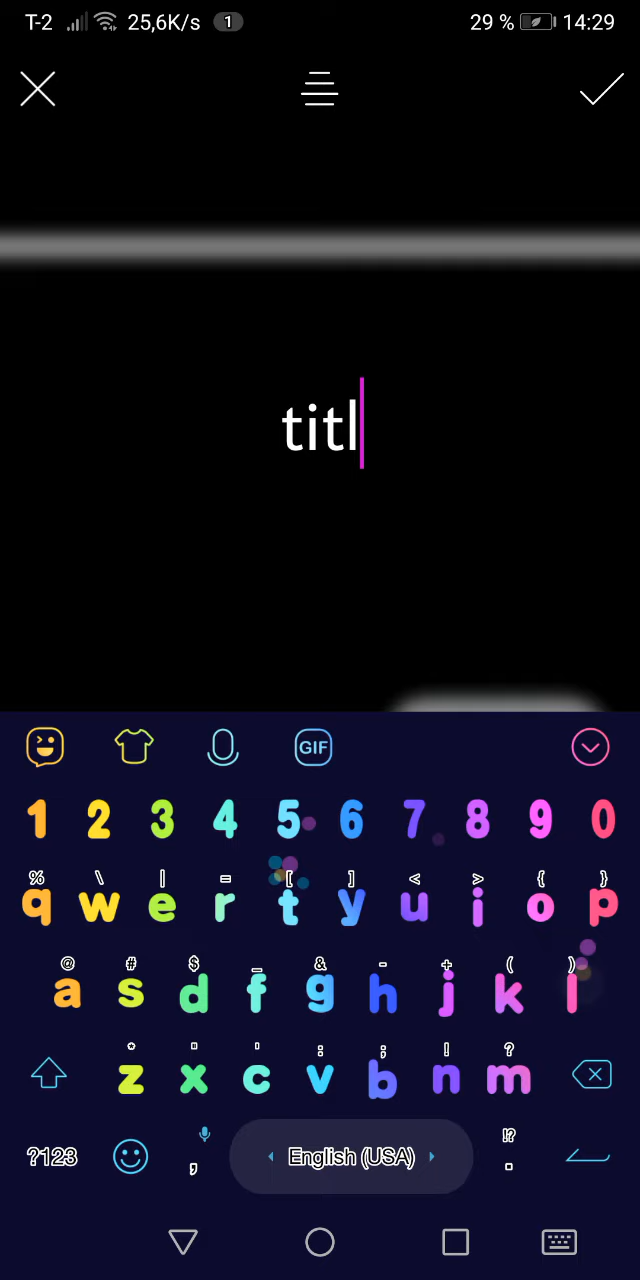 T-2 25,6K/s 1 29 % 14:29
titl
GIF
1 2 3 4 5 6 7 8 9 0
% \ | = [ ] < > { }
q w e r t y u i o p
@ # $ _ & - + ( )
a s d f g h j k l
* " ' : ; ! ?
z x c v b n m
!?
?123 , English (USA) .